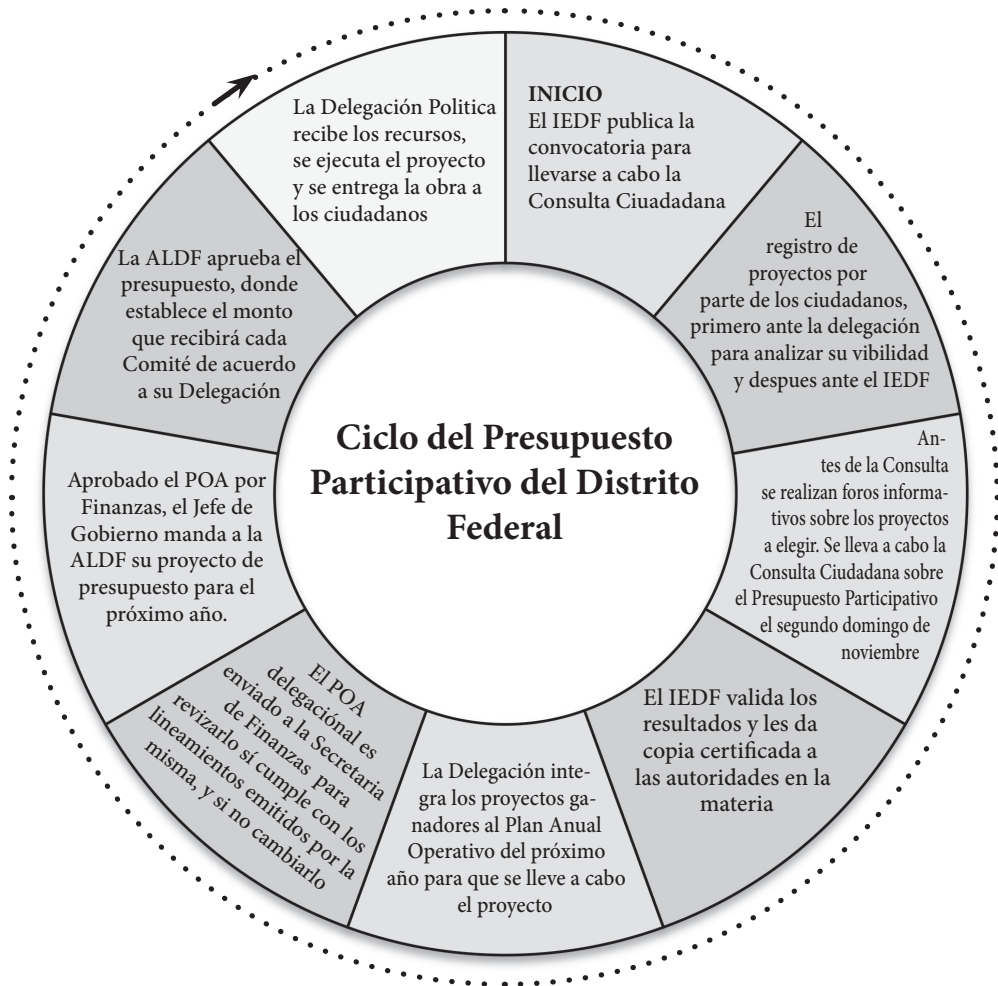 Ciclo del Presupuesto
Participativo del Distrito
Federal
INICIO
El IEDF publica la
convocatoria para
llevarse a cabo la
Consulta Ciuadadana
El
registro de
proyectos por
parte de los ciudadanos,
primero ante la delegación
para analizar su vibilidad
y despues ante el IEDF
An-
tes de la Consulta
se realizan foros informa-
tivos sobre los proyectos
a elegir. Se lleva a cabo la
Consulta Ciudadana sobre
el Presupuesto Participativo
el segundo domingo de
noviembre
El IEDF valida los
resultados y les da
copia certificada a
las autoridades en la
materia
La Delegación inte-
gra los proyectos ga-
nadores al Plan Anual
Operativo del próximo
año para que se lleve a cabo
el proyecto
El POA
delegaciónal es
enviado a la Secretaria
de Finanzas para
revizarlo sí cumple con los
lineamientos emitidos por la
misma, y si no cambiarlo
Aprobado el POA por
Finanzas, el Jefe de
Gobierno manda a la
ALDF su proyecto de
presupuesto para el
próximo año.
La ALDF aprueba el
presupuesto, donde
establece el monto
que recibirá cada
Comité de acuerdo
a su Delegación
La Delegación Politica
recibe los recursos,
se ejecuta el proyecto
y se entrega la obra a
los ciudadanos